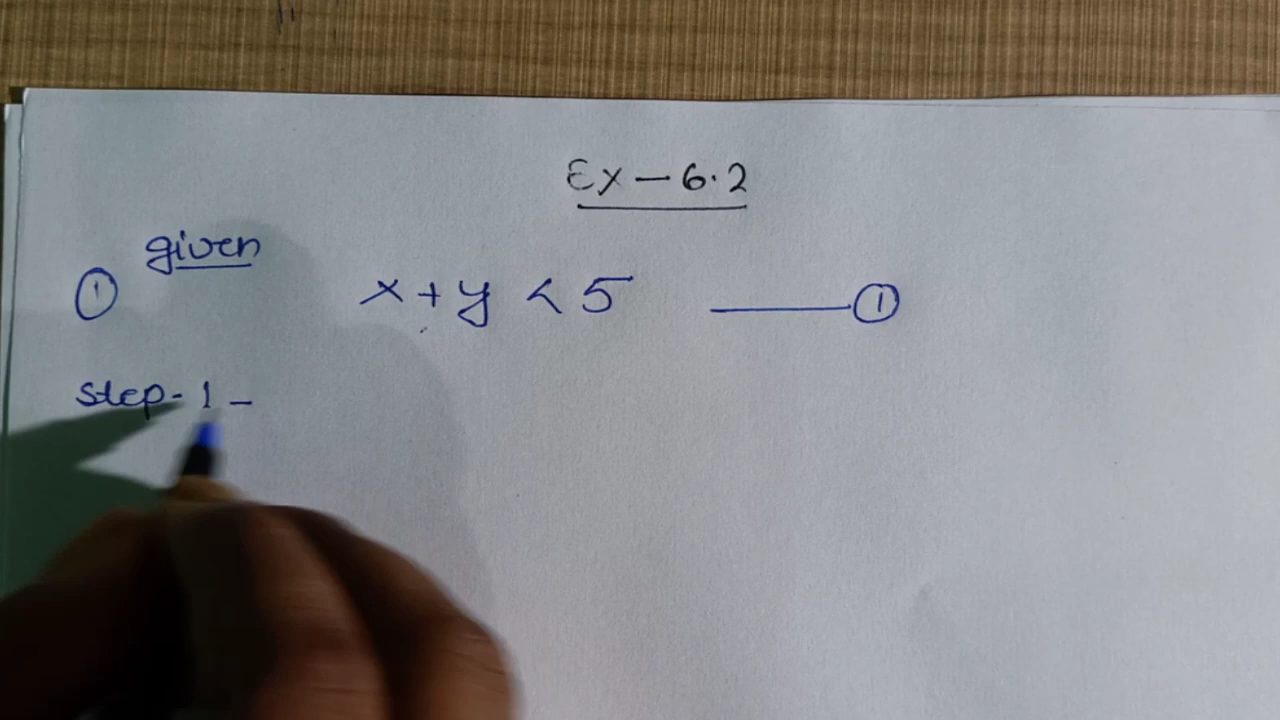 Ex - 6.2
given
① x + y < 5 —— ①
Step - 1 -